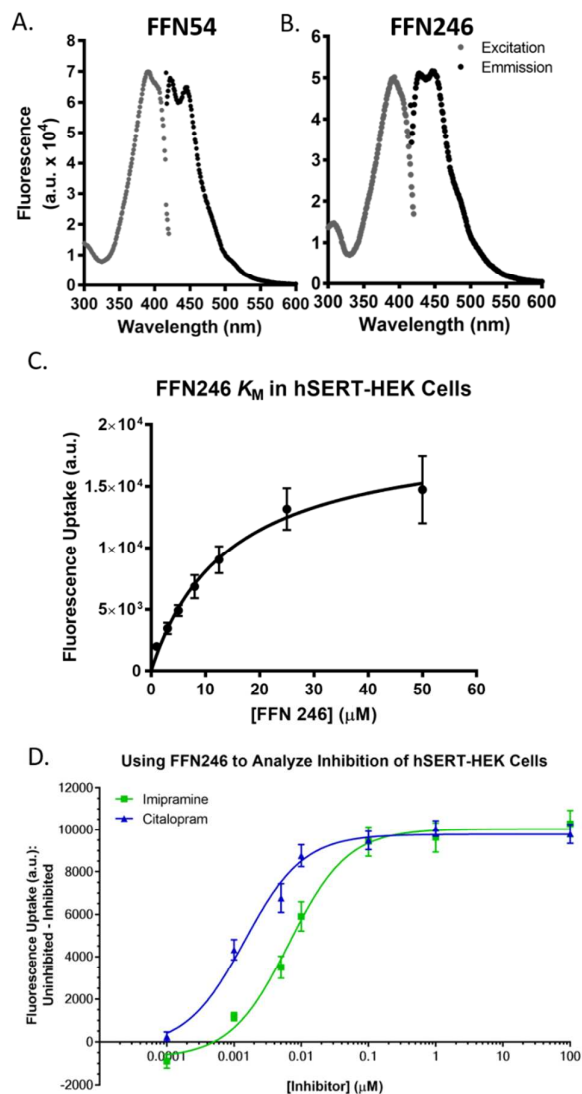 A.
FFN54
B.
FFN246
Excitation
Emmission
Fluorescence
(a.u. x 10⁴)
8
7
6
5
4
3
2
1
0
300 350 400 450 500 550 600
Wavelength (nm)
6
5
4
3
2
1
0
300 350 400 450 500 550 600
Wavelength (nm)
C.
FFN246 K_M in hSERT-HEK Cells
Fluorescence Uptake (a.u.)
2×10⁴
1.5×10⁴
1×10⁴
5×10³
0
0 10 20 30 40 50 60
[FFN 246] (μM)
D.
Using FFN246 to Analyze Inhibition of hSERT-HEK Cells
Imipramine
Citalopram
Fluorescence Uptake (a.u.):
Uninhibited - Inhibited
12000
10000
8000
6000
4000
2000
0
-2000
0.0001 0.001 0.01 0.1 1 10 100
[Inhibitor] (μM)